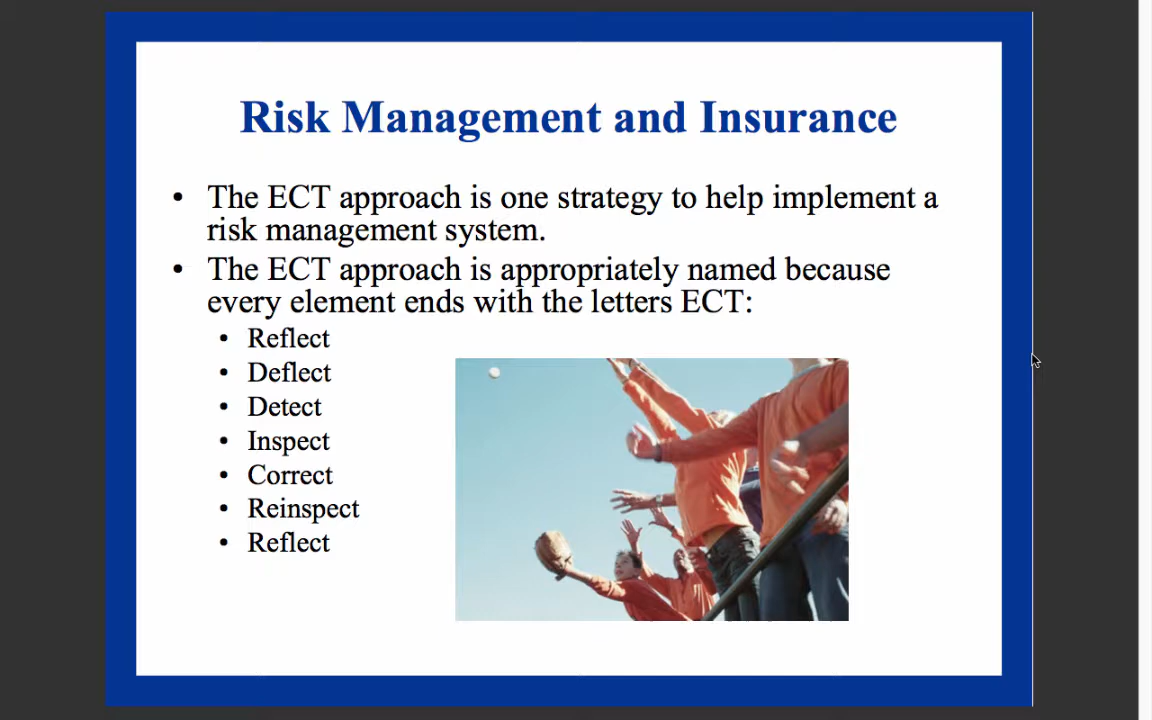 Risk Management and Insurance
• The ECT approach is one strategy to help implement a
risk management system.
• The ECT approach is appropriately named because
every element ends with the letters ECT:
• Reflect
• Deflect
• Detect
• Inspect
• Correct
• Reinspect
• Reflect